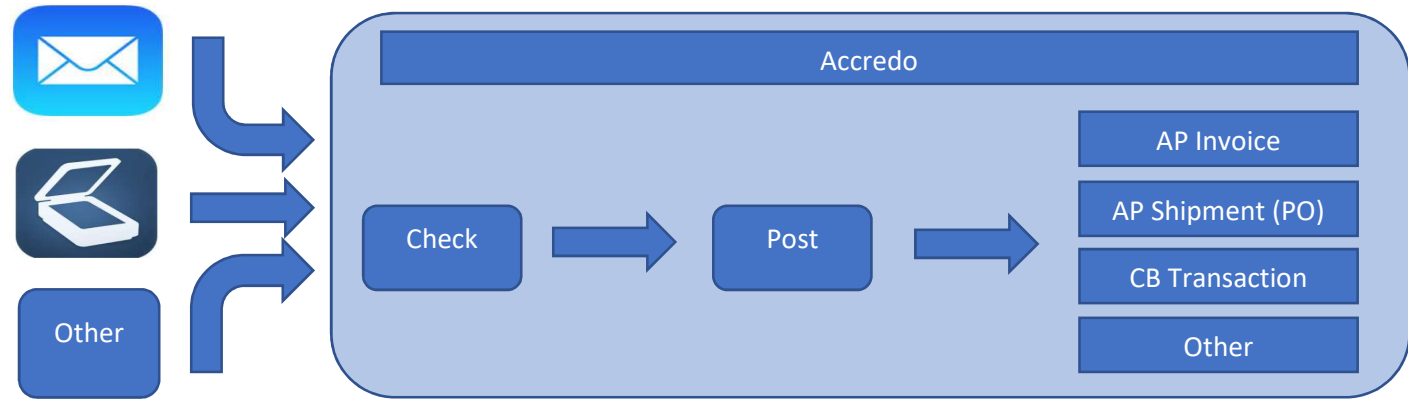 Accredo
AP Invoice
AP Shipment (PO)
Check
Post
CB Transaction
Other
Other